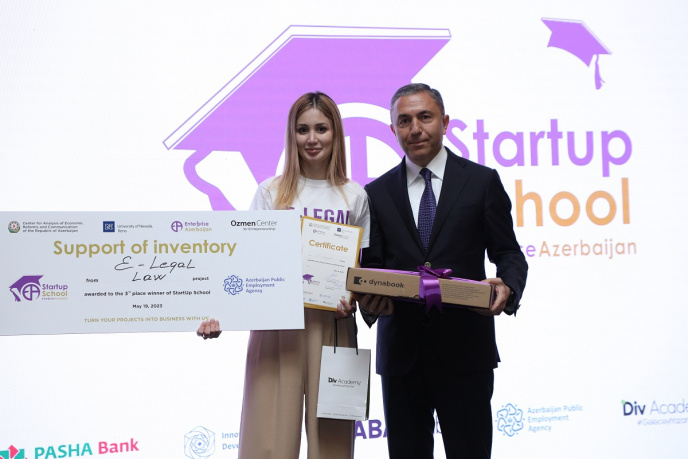 Startup
School
Azerbaijan
Center for Analysis of Economic
Reforms and Communication
of the Republic of Azerbaijan
University of Nevada,
Reno
Enterprise
Azerbaijan
Ozmen Center
Support of inventory
E-Legal
from
Law
project
awarded to the 3rd place winner of StartUp School
May 19, 2023
Startup
School
Azerbaijan Public
Employment
Agency
TURN YOUR PROJECTS INTO BUSINESS WITH US
LEGAL
Certificate
dynabook
Div Academy
PASHA Bank
ABA
Azerbaijan Public
Employment
Agency
Div Acade